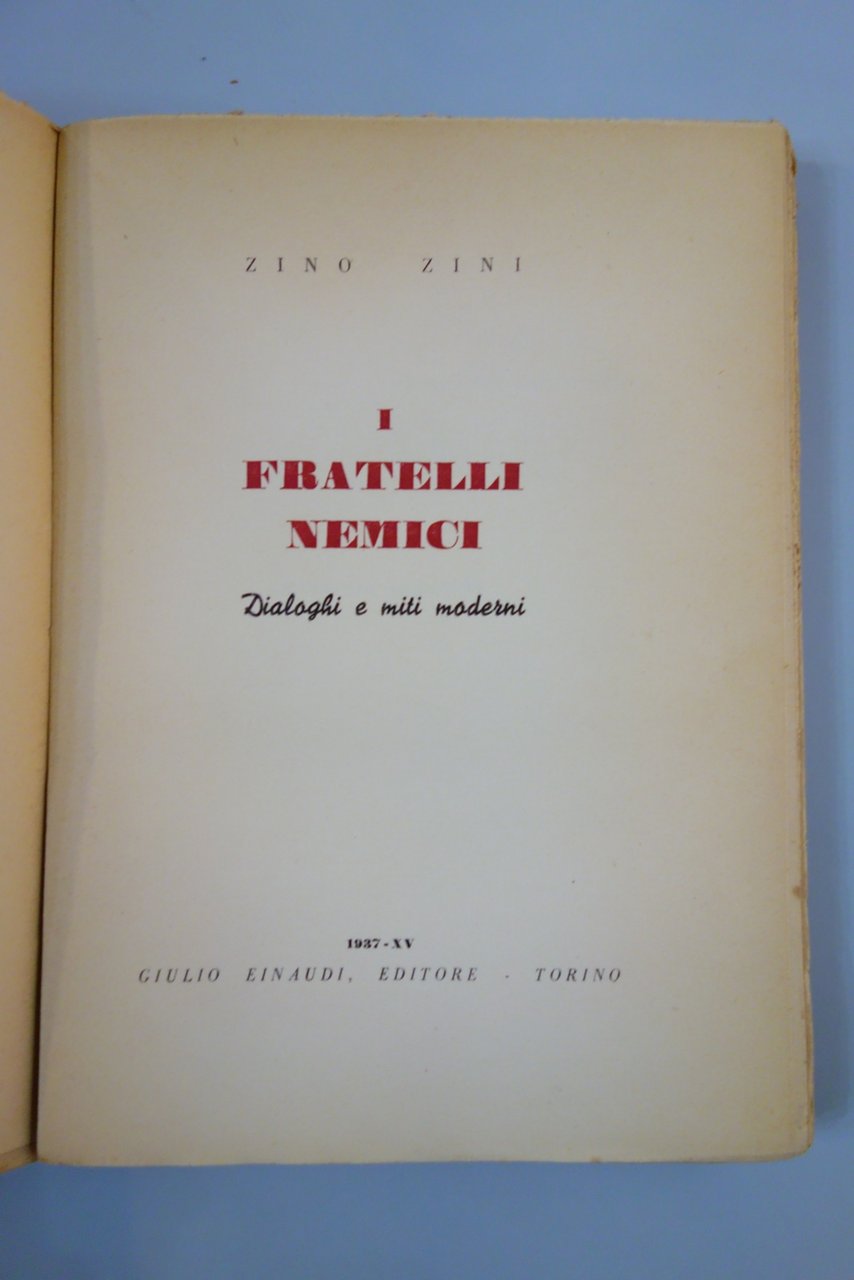 ZINO ZINI
I
FRATELLI
NEMICI
Dialoghi e miti moderni
1937-XV
GIULIO EINAUDI, EDITORE - TORINO